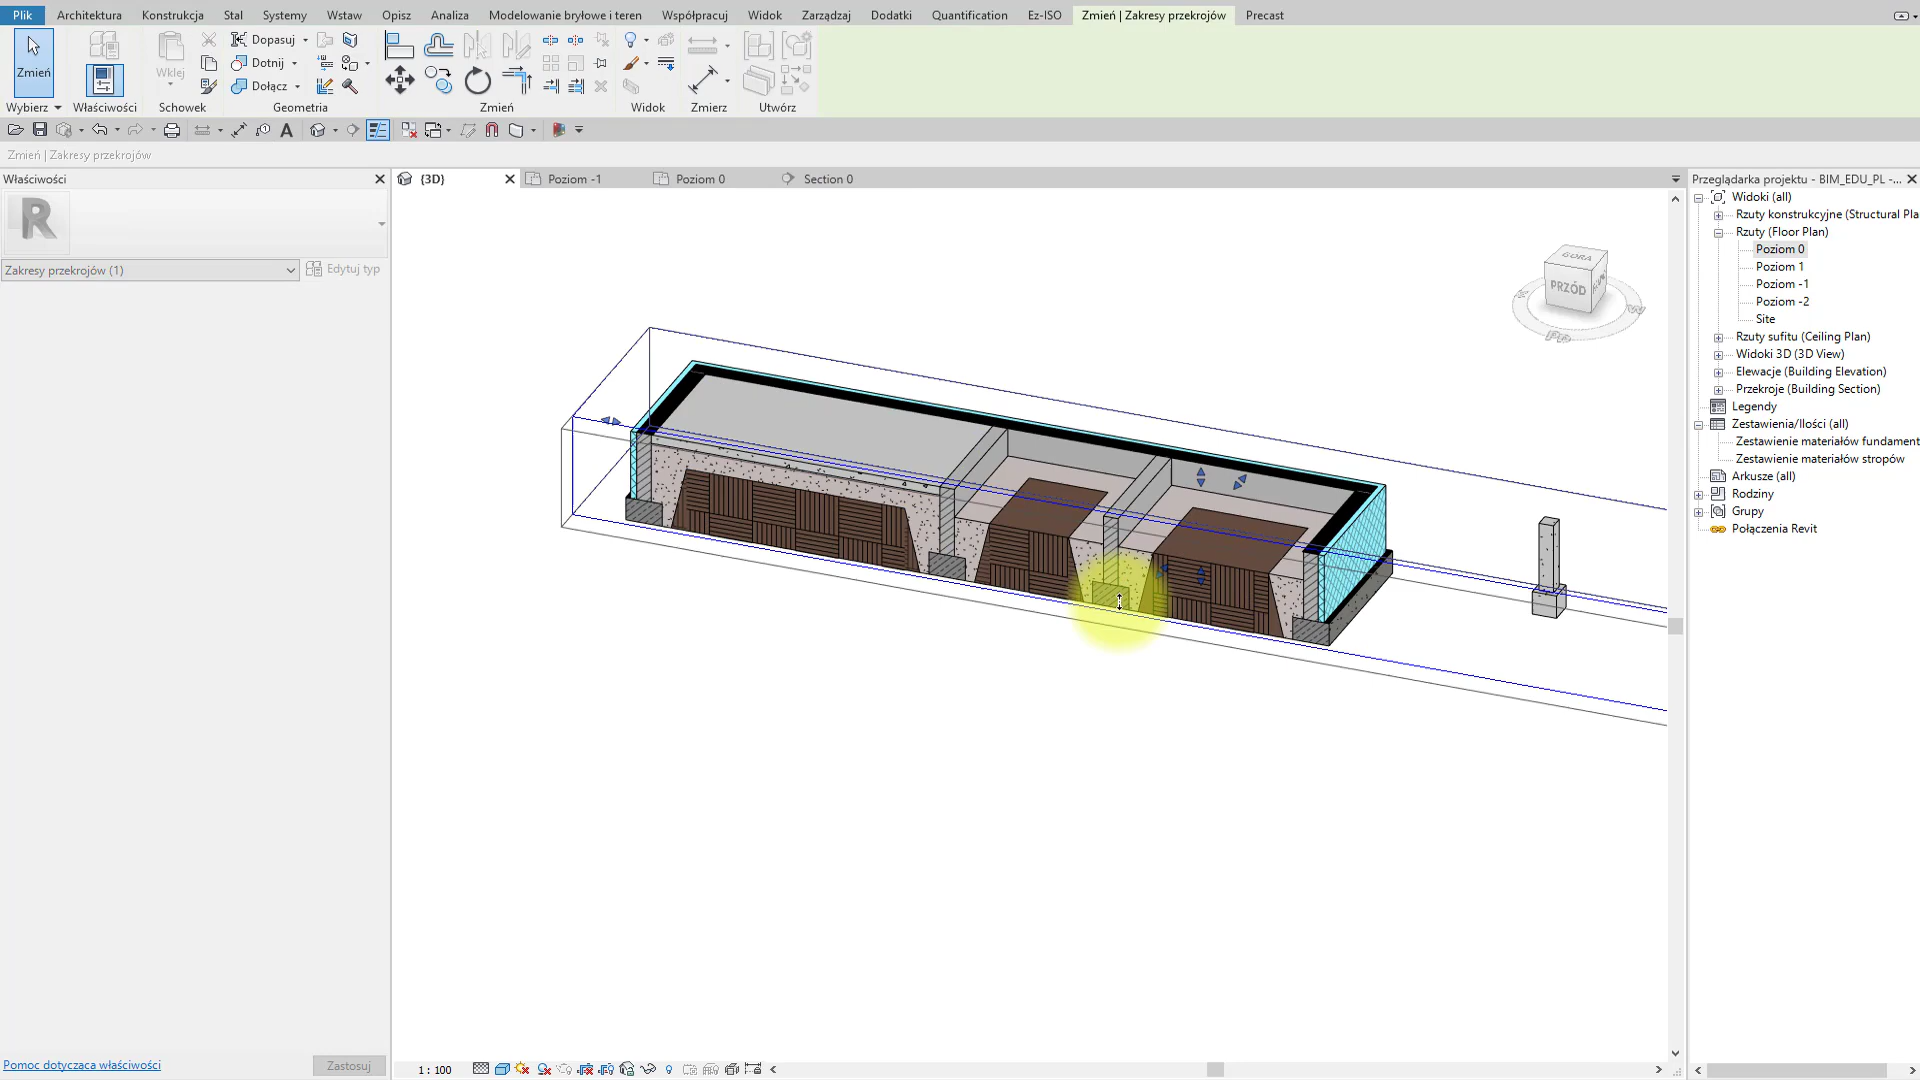 Plik Architektura Konstrukcja Stal Systemy Wstaw Opisz Analiza Modelowanie bryłowe i teren Współpracuj Widok Zarządzaj Dodatki Quantification Ez-ISO Zmień | Zakresy przekrojów Precast
Zmień
Wklej
Dopasuj
Dotnij
Dołącz
Wybierz Właściwości Schowek Geometria Zmień Widok Zmierz Utwórz
Zmień | Zakresy przekrojów
Właściwości
R
Zakresy przekrojów (1)
Edytuj typ
Pomoc dotycząca właściwości
Zastosuj
{3D} Poziom -1 Poziom 0 Section 0
GÓRA
PRZÓD
1 : 100
Przeglądarka projektu - BIM_EDU_PL -...
Widoki (all)
Rzuty konstrukcyjne (Structural Pla
Rzuty (Floor Plan)
Poziom 0
Poziom 1
Poziom -1
Poziom -2
Site
Rzuty sufitu (Ceiling Plan)
Widoki 3D (3D View)
Elewacje (Building Elevation)
Przekroje (Building Section)
Legendy
Zestawienia/Ilości (all)
Zestawienie materiałów fundament
Zestawienie materiałów stropów
Arkusze (all)
Rodziny
Grupy
Połączenia Revit